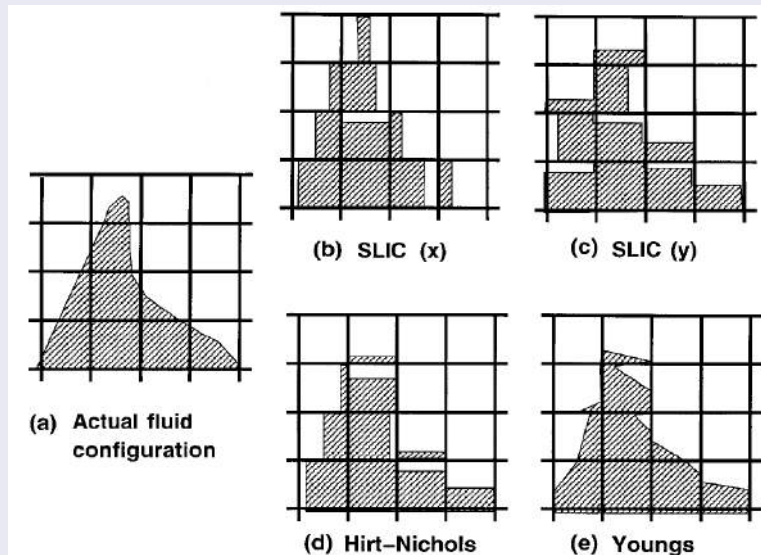 (b) SLIC (x)
(c) SLIC (y)
(a) Actual fluid
configuration
(d) Hirt–Nichols
(e) Youngs